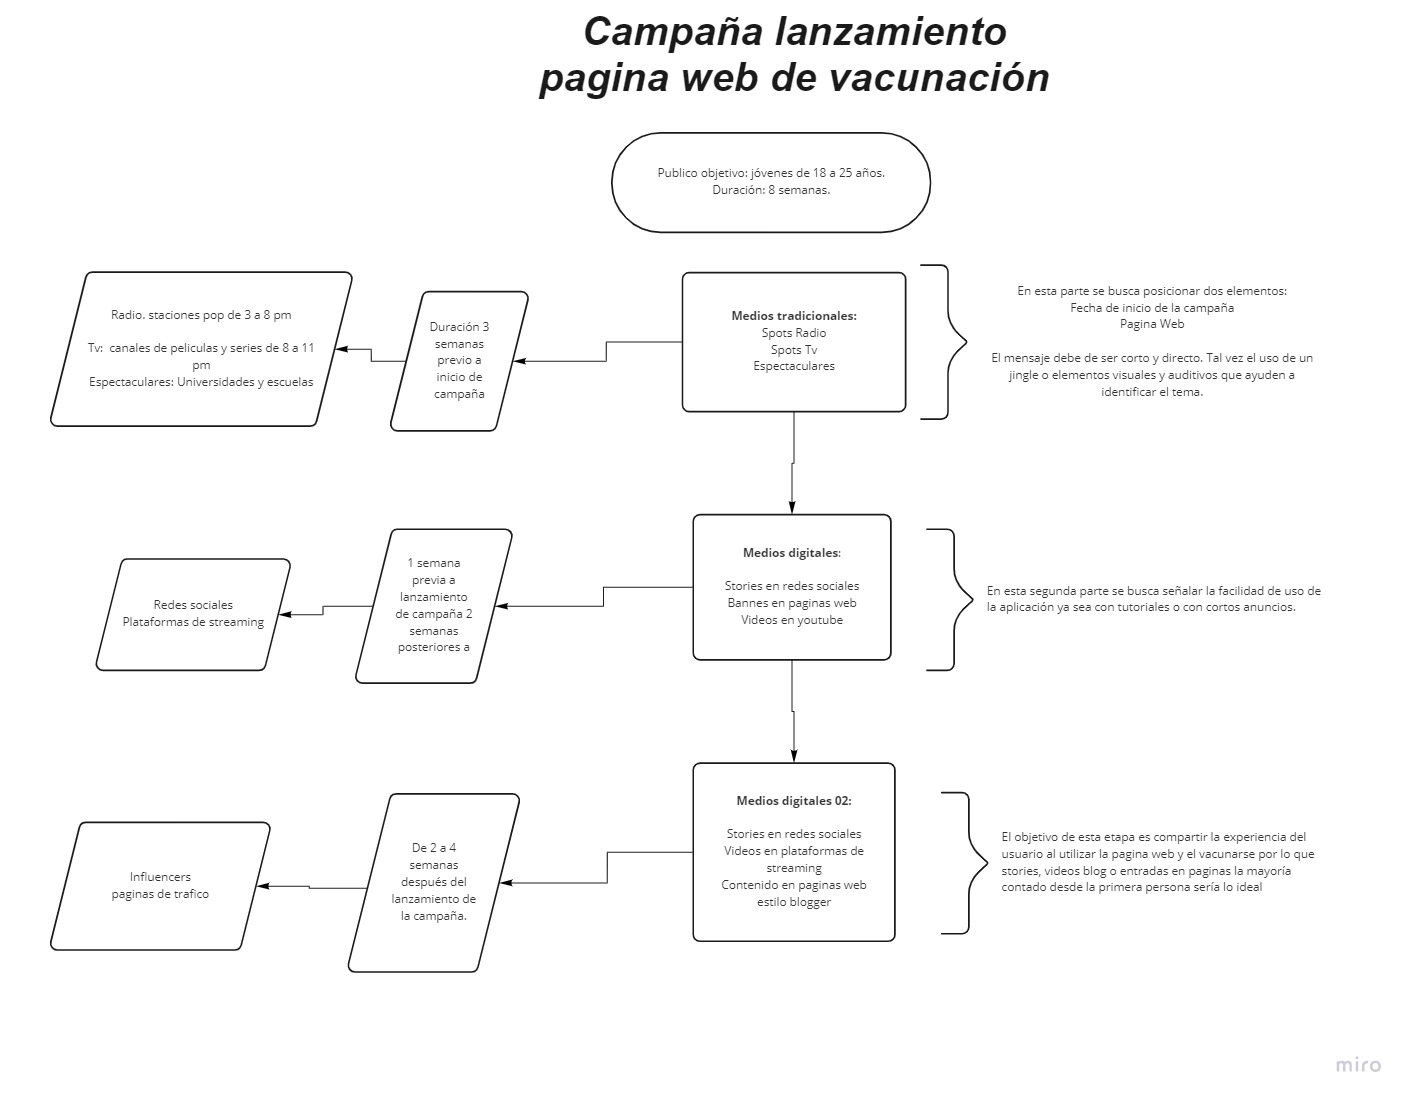 Campaña lanzamiento
pagina web de vacunación
Publico objetivo: jóvenes de 18 a 25 años.
Duración: 8 semanas.
Radio. staciones pop de 3 a 8 pm
Tv:  canales de peliculas y series de 8 a 11
pm
Espectaculares: Universidades y escuelas
Duración 3
semanas
previo a
inicio de
campaña
Medios tradicionales:
Spots Radio
Spots Tv
Espectaculares
En esta parte se busca posicionar dos elementos:
Fecha de inicio de la campaña
Pagina Web
El mensaje debe de ser corto y directo. Tal vez el uso de un
jingle o elementos visuales y auditivos que ayuden a
identificar el tema.
Redes sociales
Plataformas de streaming
1 semana
previa a
lanzamiento
de campaña 2
semanas
posteriores a
Medios digitales:
Stories en redes sociales
Bannes en paginas web
Videos en youtube
En esta segunda parte se busca señalar la facilidad de uso de
la aplicación ya sea con tutoriales o con cortos anuncios.
Influencers
paginas de trafico
De 2 a 4
semanas
después del
lanzamiento de
la campaña.
Medios digitales 02:
Stories en redes sociales
Videos en plataformas de
streaming
Contenido en paginas web
estilo blogger
El objetivo de esta etapa es compartir la experiencia del
usuario al utilizar la pagina web y el vacunarse por lo que
stories, videos blog o entradas en paginas la mayoría
contado desde la primera persona sería lo ideal
miro